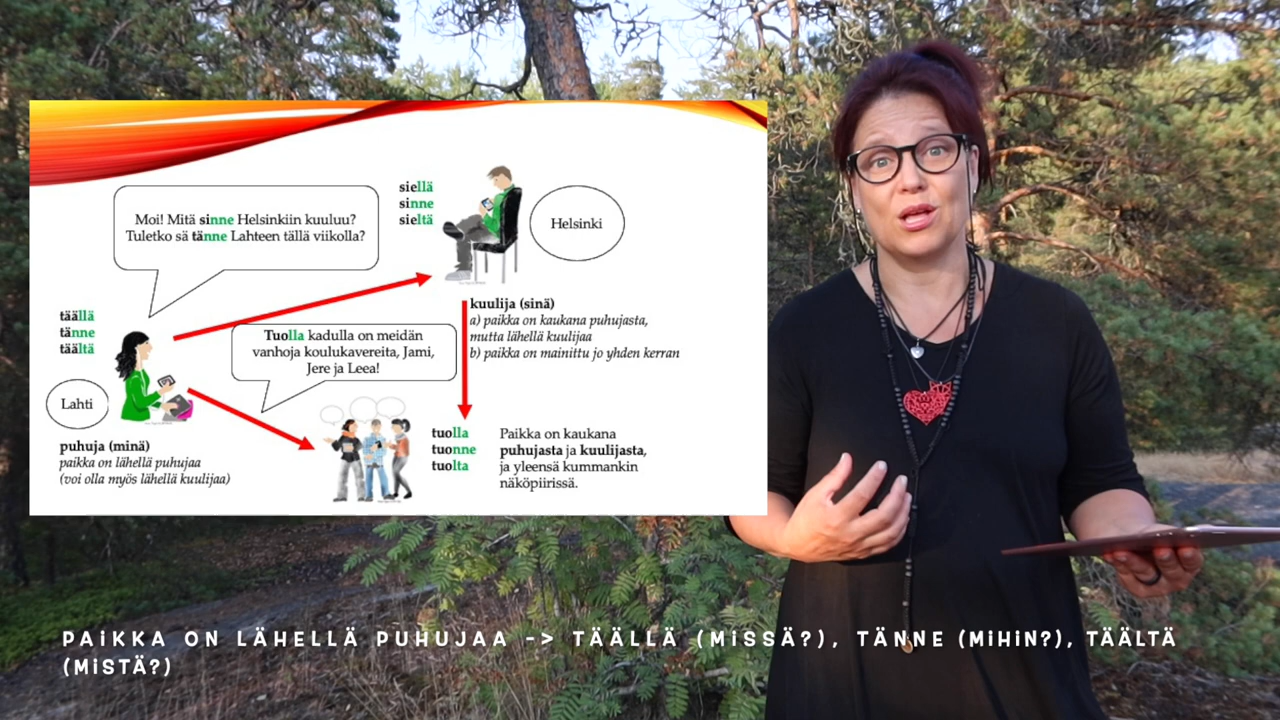 Moi! Mitä sinne Helsinkiin kuuluu?
Tuletko sä tänne Lahteen tällä viikolla?
siellä
sinne
sieltä
Helsinki
täällä
tänne
täältä
Lahti
puhuja (minä)
paikka on lähellä puhujaa
(voi olla myös lähellä kuulijaa)
kuulija (sinä)
a) paikka on kaukana puhujasta,
mutta lähellä kuulijaa
b) paikka on mainittu jo yhden kerran
Tuolla kadulla on meidän
vanhoja koulukavereita, Jami,
Jere ja Leea!
tuolla
tuonne
tuolta
Paikka on kaukana
puhujasta ja kuulijasta,
ja yleensä kummankin
näköpiirissä.
PAiKKA ON LÄHELLÄ PUHUJAA -> TÄÄLLÄ (MiSSÄ?), TÄNNE (MiHiN?), TÄÄLTÄ
(MiSTÄ?)